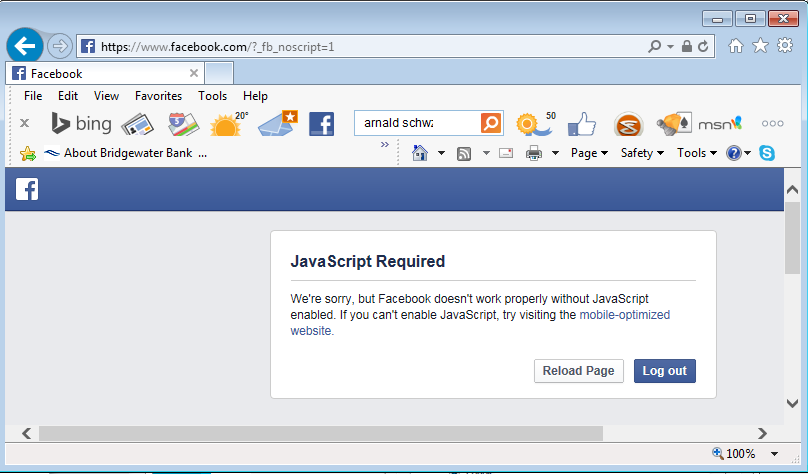 https://www.facebook.com/?_fb_noscript=1
Facebook
File Edit View Favorites Tools Help
bing 20° arnald schwz 50 msn
About Bridgewater Bank ... Page Safety Tools
JavaScript Required
We're sorry, but Facebook doesn't work properly without JavaScript
enabled. If you can't enable JavaScript, try visiting the mobile-optimized
website.
Reload Page Log out
100%